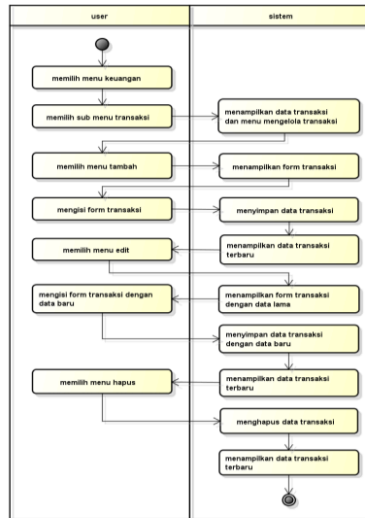 user
sistem
memilih menu keuangan
memilih sub menu transaksi
menampilkan data transaksi
dan menu mengelola transaksi
memilih menu tambah
menampilkan form transaksi
mengisi form transaksi
menyimpan data transaksi
memilih menu edit
menampilkan data transaksi
terbaru
mengisi form transaksi dengan
data baru
menampilkan form transaksi
dengan data lama
menyimpan data transaksi
dengan data baru
memilih menu hapus
menampilkan data transaksi
terbaru
menghapus data transaksi
menampilkan data transaksi
terbaru